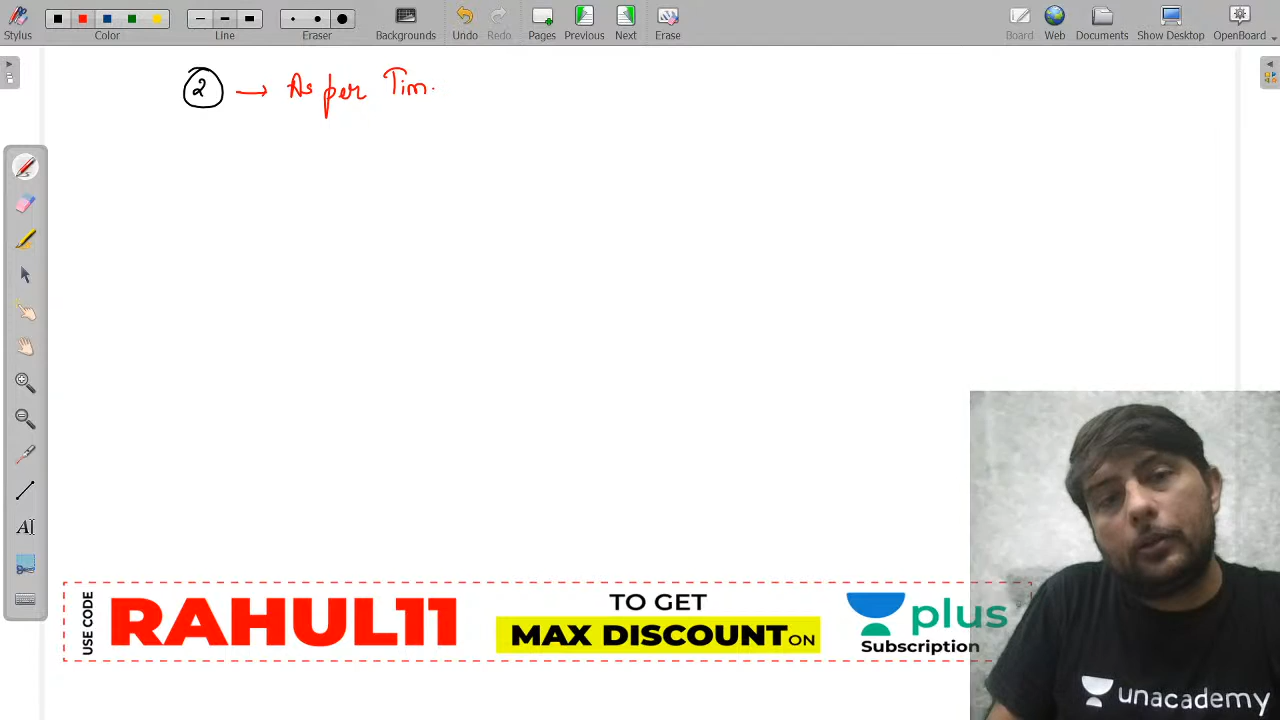 Stylus
Color
Line
Eraser
Backgrounds
Undo
Redo
Pages
Previous
Next
Erase
Board
Web
Documents
Show Desktop
OpenBoard
2 → As per Tim.
USE CODE
RAHUL11
TO GET
MAX DISCOUNT ON
plus
Subscription
unacademy